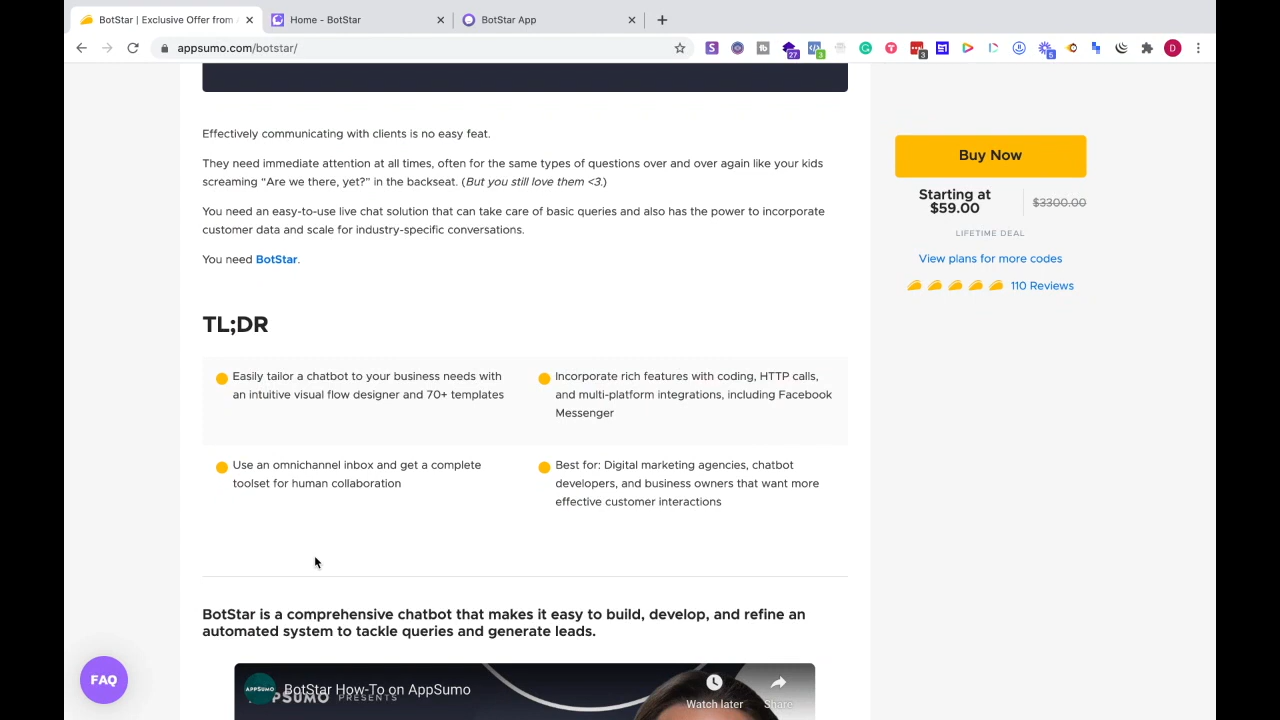 BotStar | Exclusive Offer from
Home - BotStar
BotStar App
appsumo.com/botstar/
27
3
3
6
D
Effectively communicating with clients is no easy feat.
They need immediate attention at all times, often for the same types of questions over and over again like your kids
screaming “Are we there, yet?” in the backseat. (But you still love them <3.)
You need an easy-to-use live chat solution that can take care of basic queries and also has the power to incorporate
customer data and scale for industry-specific conversations.
You need BotStar.
Buy Now
Starting at
$59.00
$3300.00
LIFETIME DEAL
View plans for more codes
110 Reviews
TL;DR
Easily tailor a chatbot to your business needs with
an intuitive visual flow designer and 70+ templates
Incorporate rich features with coding, HTTP calls,
and multi-platform integrations, including Facebook
Messenger
Use an omnichannel inbox and get a complete
toolset for human collaboration
Best for: Digital marketing agencies, chatbot
developers, and business owners that want more
effective customer interactions
BotStar is a comprehensive chatbot that makes it easy to build, develop, and refine an
automated system to tackle queries and generate leads.
FAQ
APPSUMO
BotStar How-To on AppSumo
PRESENTS
Watch later
Share